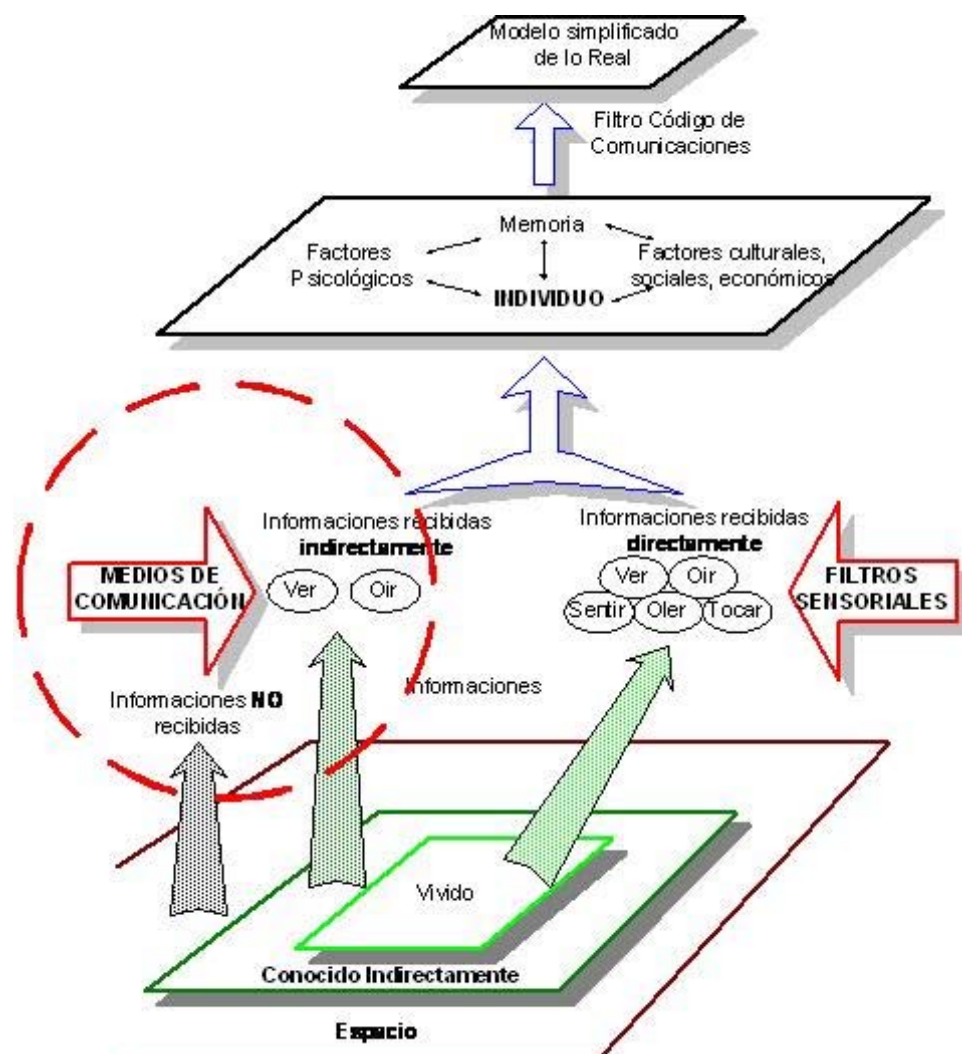 Modelo simplificado
de lo Real
Filtro Código de
Comunicaciones
Memoria
Factores
Psicológicos
Factores culturales,
sociales, económicos
INDIVIDUO
Informaciones recibidas
indirectamente
Ver
Oir
MEDIOS DE
COMUNICACIÓN
Informaciones recibidas
directamente
Ver
Oir
Sentir
Oler
Tocar
FILTROS
SENSORIALES
Informaciones NO
recibidas
Informaciones
Vivido
Conocido Indirectamente
Espacio